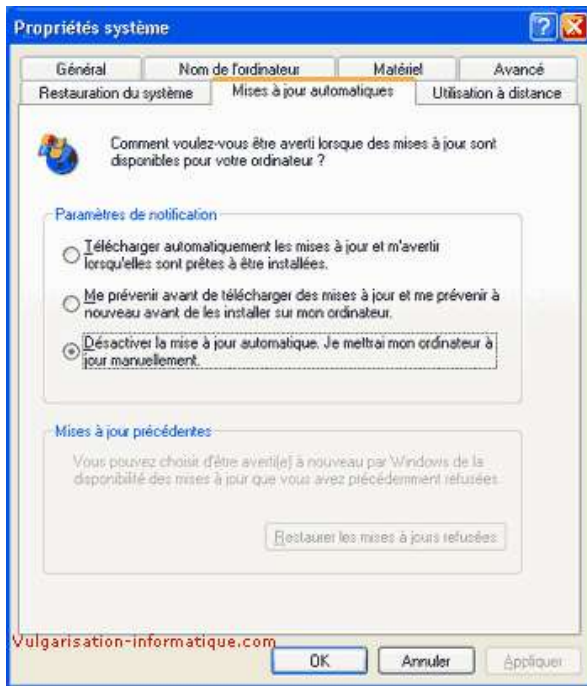 Propriétés système
Général
Nom de l'ordinateur
Matériel
Avancé
Restauration du système
Mises à jour automatiques
Utilisation à distance
Comment voulez-vous être averti lorsque des mises à jour sont
disponibles pour votre ordinateur ?
Paramètres de notification
Télécharger automatiquement les mises à jour et m'avertir
lorsqu'elles sont prêtes à être installées.
Me prévenir avant de télécharger des mises à jour et me prévenir à
nouveau avant de les installer sur mon ordinateur.
Désactiver la mise à jour automatique. Je mettrai mon ordinateur à
jour manuellement.
Mises à jour précédentes
Vous pouvez choisir d'être averti(e) à nouveau par Windows de la
disponibilité des mises à jour que vous avez précédemment refusées.
Restaurer les mises à jours refusées
Vulgarisation-informatique.com
OK
Annuler
Appliquer